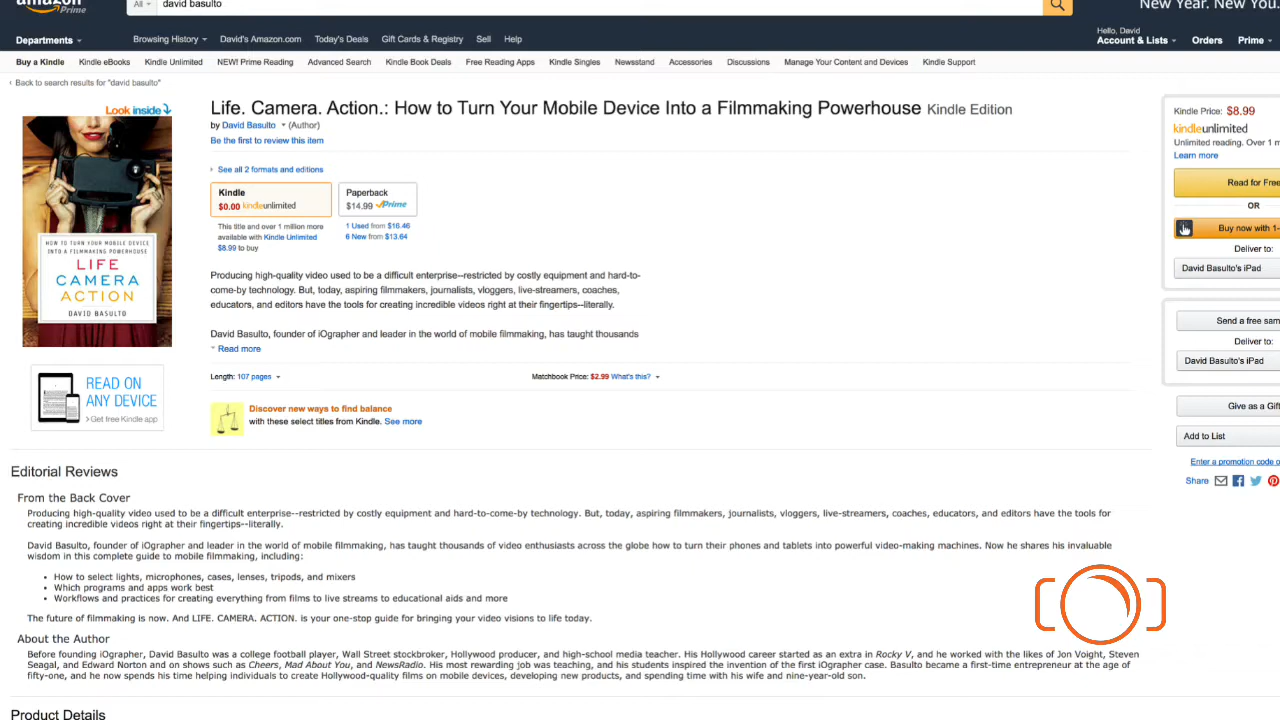 amazon
Prime
All
david basulto
New Year. New You.
Departments
Browing History
David's Amazon.com
Today's Deals
Gift Cards & Registry
Sell
Help
Hello, David
Account & Lists
Orders
Prime
Buy a Kindle
Kindle eBooks
Kindle Unlimited
NEW! Prime Reading
Advanced Search
Kindle Book Deals
Free Reading Apps
Kindle Singles
Newsstand
Accessories
Discussions
Manage Your Content and Devices
Kindle Support
‹ Back to search results for "david basulto"
Look inside
HOW TO TURN YOUR MOBILE DEVICE
INTO A FILMMAKING POWERHOUSE
LIFE
CAMERA
ACTION
DAVID BASULTO
READ ON
ANY DEVICE
> Get free Kindle app
Life. Camera. Action.: How to Turn Your Mobile Device Into a Filmmaking Powerhouse Kindle Edition
by David Basulto (Author)
Be the first to review this item
See all 2 formats and editions
Kindle
$0.00 kindleunlimited
This title and over 1 million more
available with Kindle Unlimited
$8.99 to buy
Paperback
$14.99 Prime
1 Used from $16.46
6 New from $13.64
Producing high-quality video used to be a difficult enterprise--restricted by costly equipment and hard-to-
come-by technology. But, today, aspiring filmmakers, journalists, vloggers, live-streamers, coaches,
educators, and editors have the tools for creating incredible videos right at their fingertips--literally.
David Basulto, founder of iOgrapher and leader in the world of mobile filmmaking, has taught thousands
Read more
Length: 107 pages
Matchbook Price: $2.99 What's this?
Discover new ways to find balance
with these select titles from Kindle. See more
Kindle Price: $8.99
kindleunlimited
Unlimited reading. Over 1 m
Learn more
Read for Free
OR
Buy now with 1-
Deliver to:
David Basulto's iPad
Send a free sam
Deliver to:
David Basulto's iPad
Give as a Gift
Add to List
Enter a promotion code o
Share
Editorial Reviews
From the Back Cover
Producing high-quality video used to be a difficult enterprise--restricted by costly equipment and hard-to-come-by technology. But, today, aspiring filmmakers, journalists, vloggers, live-streamers, coaches, educators, and editors have the tools for
creating incredible videos right at their fingertips--literally.
David Basulto, founder of iOgrapher and leader in the world of mobile filmmaking, has taught thousands of video enthusiasts across the globe how to turn their phones and tablets into powerful video-making machines. Now he shares his invaluable
wisdom in this complete guide to mobile filmmaking, including:
• How to select lights, microphones, cases, lenses, tripods, and mixers
• Which programs and apps work best
• Workflows and practices for creating everything from films to live streams to educational aids and more
The future of filmmaking is now. And LIFE. CAMERA. ACTION. is your one-stop guide for bringing your video visions to life today.
About the Author
Before founding iOgrapher, David Basulto was a college football player, Wall Street stockbroker, Hollywood producer, and high-school media teacher. His Hollywood career started as an extra in Rocky V, and he worked with the likes of Jon Voight, Steven
Seagal, and Edward Norton and on shows such as Cheers, Mad About You, and NewsRadio. His most rewarding job was teaching, and his students inspired the invention of the first iOgrapher case. Basulto became a first-time entrepreneur at the age of
fifty-one, and he now spends his time helping individuals to create Hollywood-quality films on mobile devices, developing new products, and spending time with his wife and nine-year-old son.
Product Details